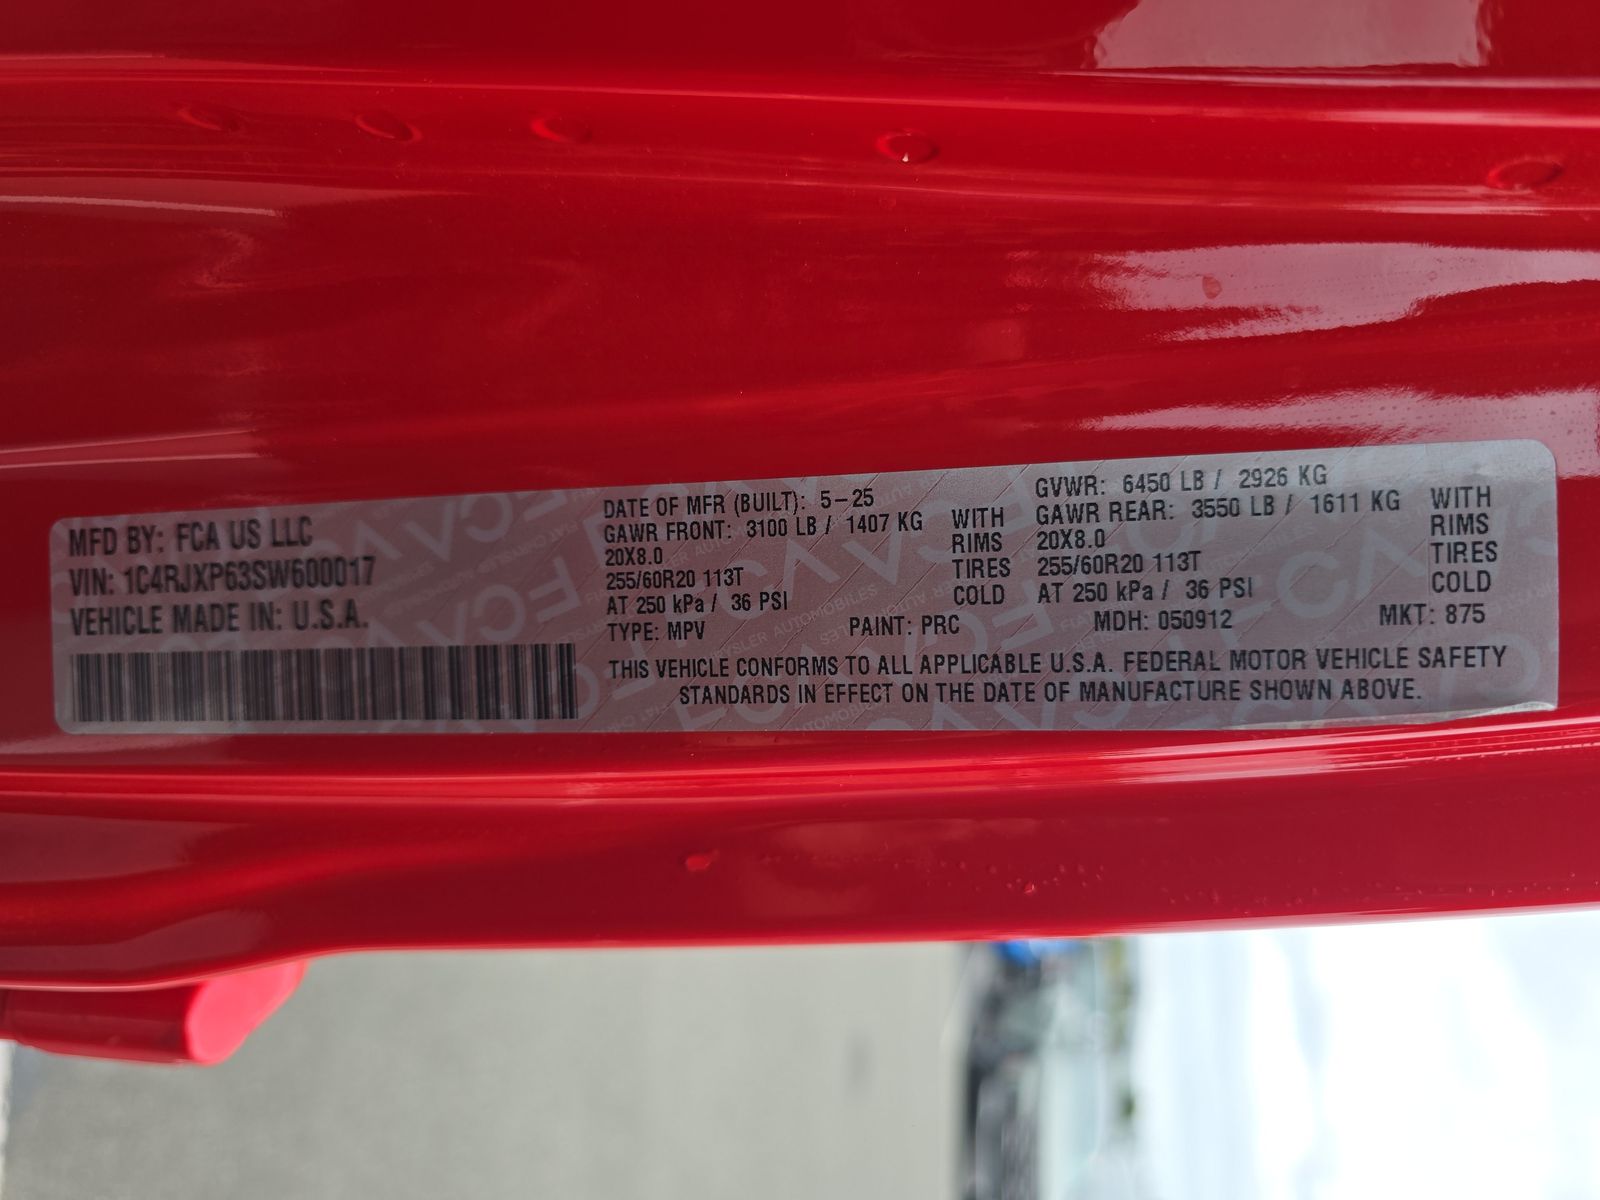 MFD BY: FCA US LLC
VIN: 1C4RJXP63SW600017
VEHICLE MADE IN: U.S.A.
DATE OF MFR (BUILT): 5-25
GVWR: 6450 LB / 2926 KG
GAWR FRONT: 3100 LB / 1407 KG WITH
20X8.0 RIMS
255/60R20 113T TIRES
AT 250 kPa / 36 PSI COLD
GAWR REAR: 3550 LB / 1611 KG WITH
20X8.0 RIMS
255/60R20 113T TIRES
AT 250 kPa / 36 PSI COLD
TYPE: MPV PAINT: PRC MDH: 050912 MKT: 875
THIS VEHICLE CONFORMS TO ALL APPLICABLE U.S.A. FEDERAL MOTOR VEHICLE SAFETY
STANDARDS IN EFFECT ON THE DATE OF MANUFACTURE SHOWN ABOVE.